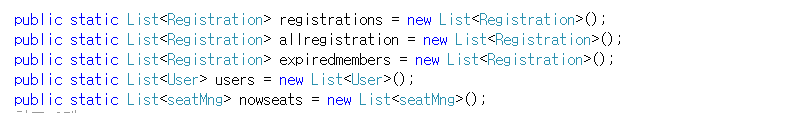 public static List<Registration> registrations = new List<Registration>();
public static List<Registration> allregistration = new List<Registration>();
public static List<Registration> expiredmembers = new List<Registration>();
public static List<User> users = new List<User>();
public static List<seatMng> nowseats = new List<seatMng>();